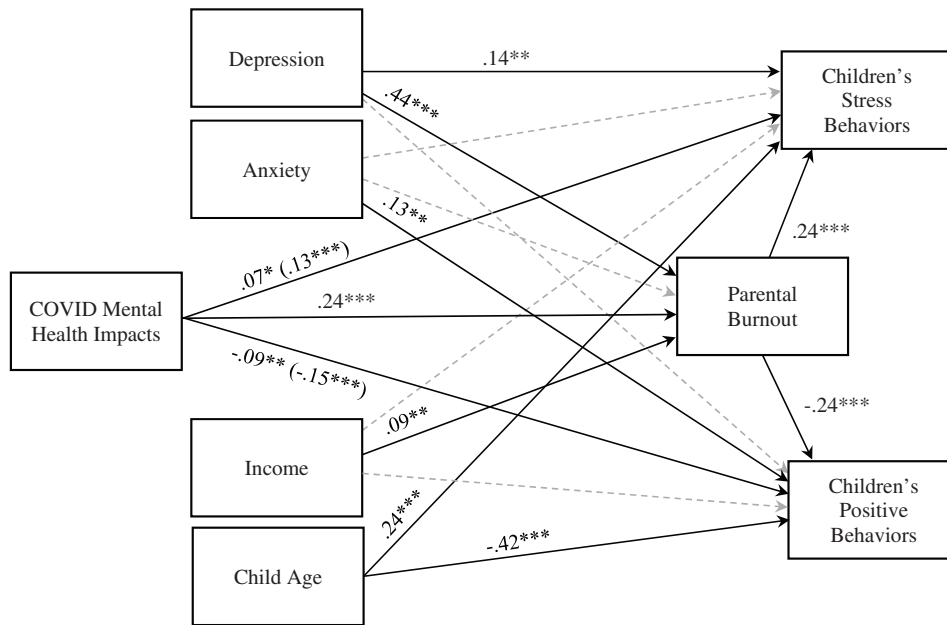 Depression
.14**
Children's
Stress
Behaviors
.44***
Anxiety
.13**
.07* (.13***)
.24***
COVID Mental
Health Impacts
.24***
Parental
Burnout
-.09** (-.15***)
-.24***
.09**
Income
Children's
Positive
Behaviors
.24***
-.42***
Child Age